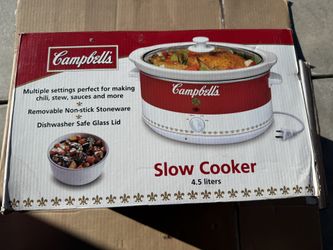 Campbell's
Multiple settings perfect for making
chili, stew, sauces and more
Removable Non-stick Stoneware
Dishwasher Safe Glass Lid
Campbell's
Slow Cooker
4.5 liters